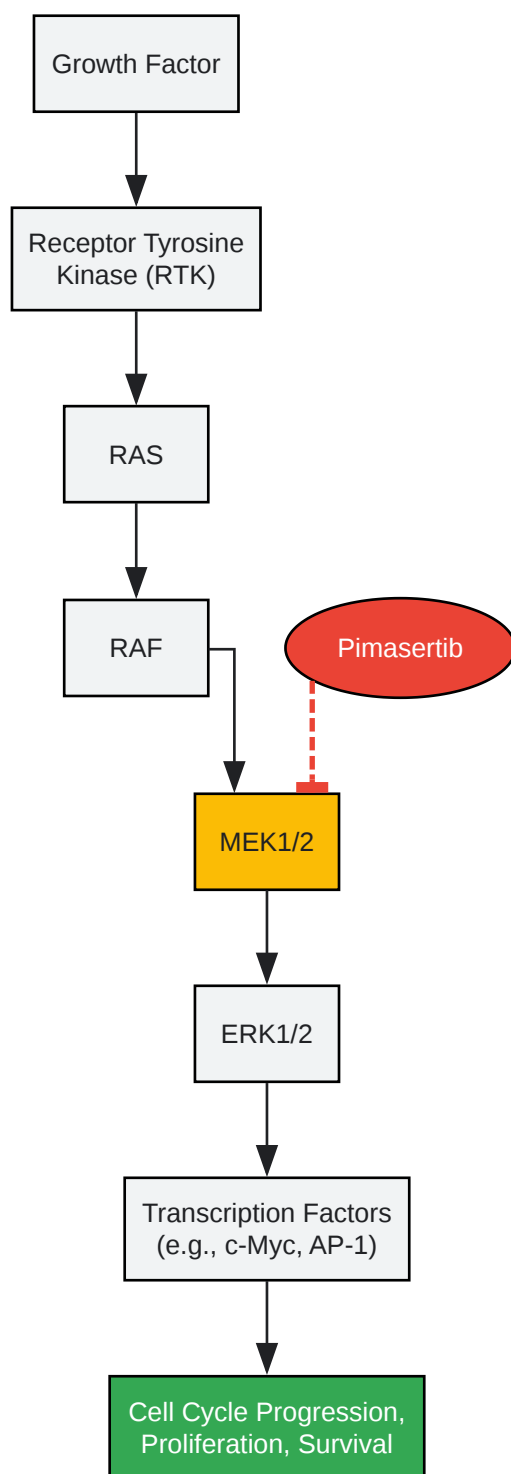 Growth Factor
Receptor Tyrosine
Kinase (RTK)
RAS
RAF
Pimasertib
MEK1/2
ERK1/2
Transcription Factors
(e.g., c-Myc, AP-1)
Cell Cycle Progression,
Proliferation, Survival